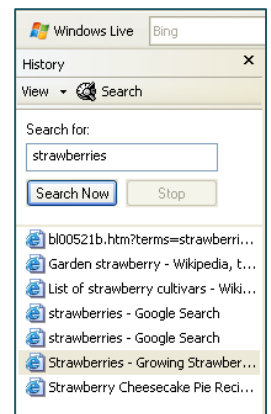 Windows Live Bing
History ×
View Search
Search for:
strawberries
Search Now Stop
bl00521b.htm?terms=strawberri...
Garden strawberry - Wikipedia, t...
List of strawberry cultivars - Wiki...
strawberries - Google Search
strawberries - Google Search
Strawberries - Growing Strawber...
Strawberry Cheesecake Pie Reci...